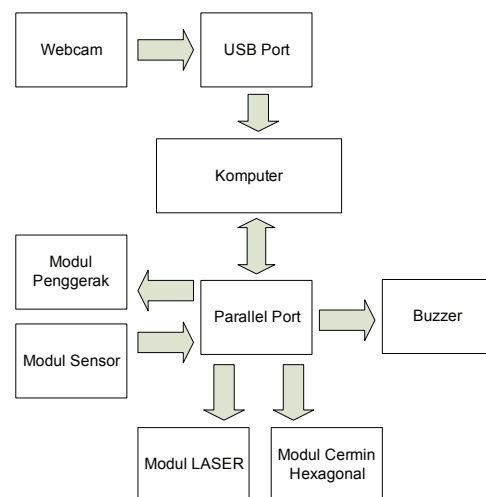 Webcam
USB Port
Komputer
Modul
Penggerak
Parallel Port
Buzzer
Modul Sensor
Modul LASER
Modul Cermin
Hexagonal